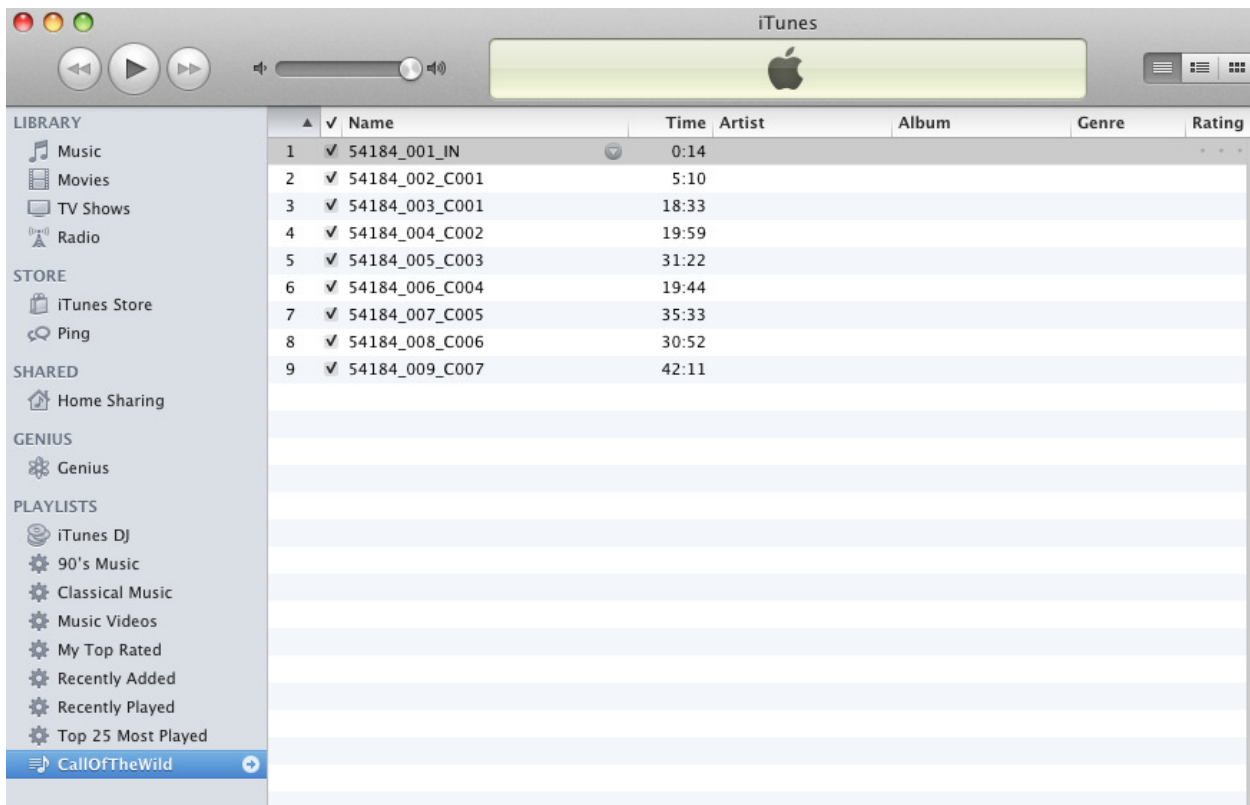 iTunes
LIBRARY
Music
Movies
TV Shows
Radio
STORE
iTunes Store
Ping
SHARED
Home Sharing
GENIUS
Genius
PLAYLISTS
iTunes DJ
90's Music
Classical Music
Music Videos
My Top Rated
Recently Added
Recently Played
Top 25 Most Played
CallOfTheWild
Name Time Artist Album Genre Rating
1 54184_001_IN 0:14
2 54184_002_C001 5:10
3 54184_003_C001 18:33
4 54184_004_C002 19:59
5 54184_005_C003 31:22
6 54184_006_C004 19:44
7 54184_007_C005 35:33
8 54184_008_C006 30:52
9 54184_009_C007 42:11